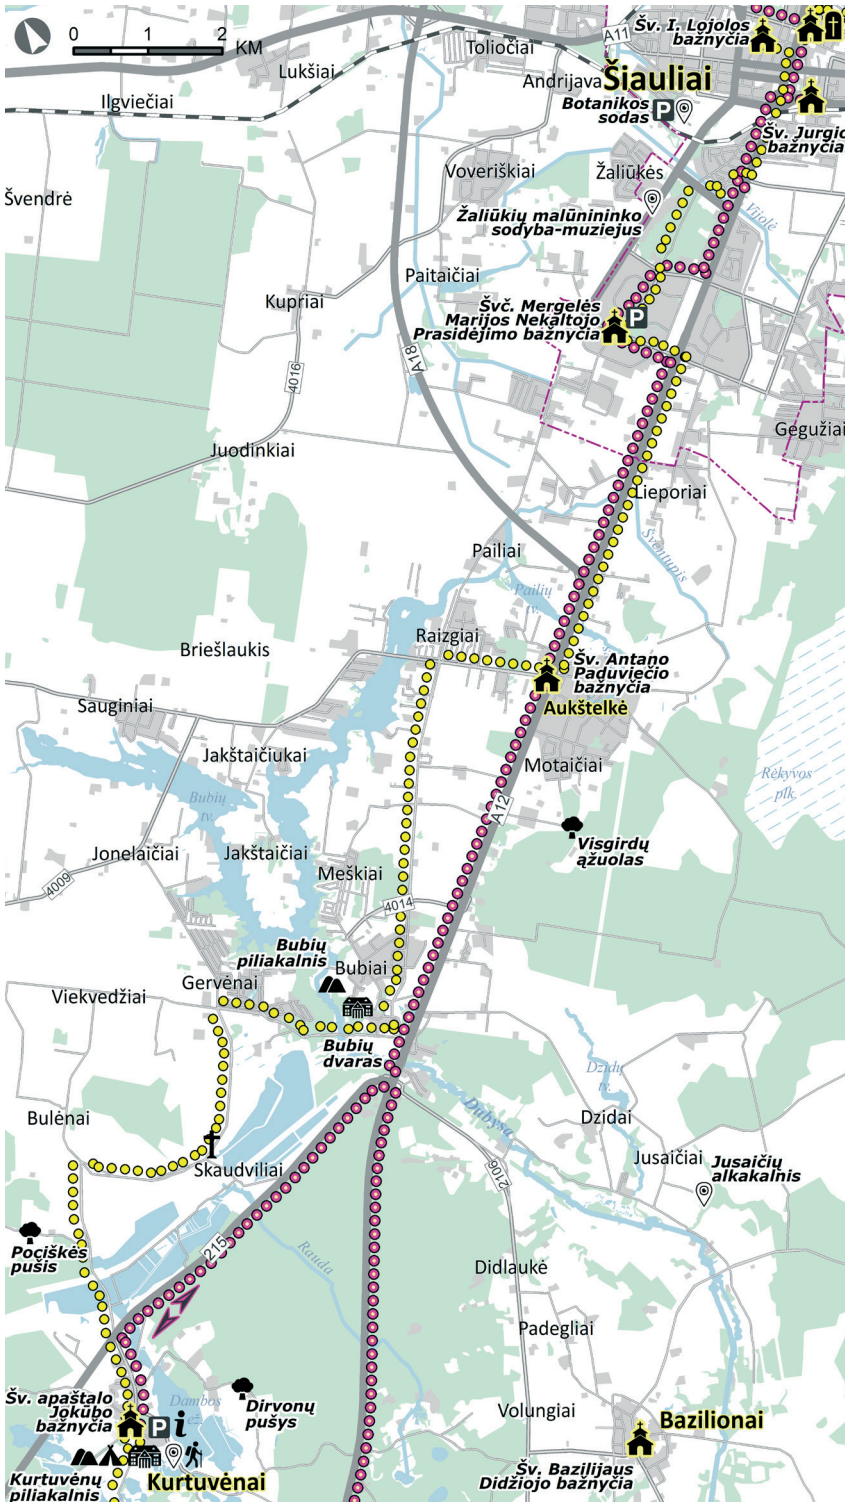 0 1 2
KM
A11
Šv. I. Lojolos
bažnyčia
Toliočiai
Lukšiai
Andrijava
Šiauliai
Ilgviečiai
Botanikos
sodas
P
Šv. Jurgio
bažnyčia
Voveriškiai
Žaliūkės
Švendrė
Žaliūkių malūnininko
sodyba-muziejus
Vijolė
Paitaičiai
Kupriai
Švč. Mergelės
Marijos Nekaltojo
Prasidėjimo bažnyčia
P
A18
4016
Gegužiai
Juodinkiai
Lieporiai
Pailiai
Šventupis
Pailių
tv.
Raizgiai
Briešlaukis
Šv. Antano
Paduviečio
bažnyčia
Aukštelkė
Sauginiai
Jakštaičiukai
Motaičiai
Rėkyvos
plk.
Bubių
tv.
A12
Visgirdų
ąžuolas
Jonelaičiai
Jakštaičiai
Meškiai
4009
4014
Bubių
piliakalnis
Bubiai
Gervėnai
Viekvedžiai
Bubių
dvaras
Dzidų
tv.
Bulėnai
Dubysa
Dzidai
Skaudviliai
2106
Jusaičiai
Jusaičių
alkakalnis
Pociškės
pušis
215
Rauda
Didlaukė
Padegliai
Šv. apaštalo
Jokūbo
bažnyčia
P i
Dambos
ež.
Dirvonų
pušys
Volungiai
Bazilionai
Kurtuvėnų
piliakalnis
Kurtuvėnai
Šv. Bazilijaus
Didžiojo bažnyčia